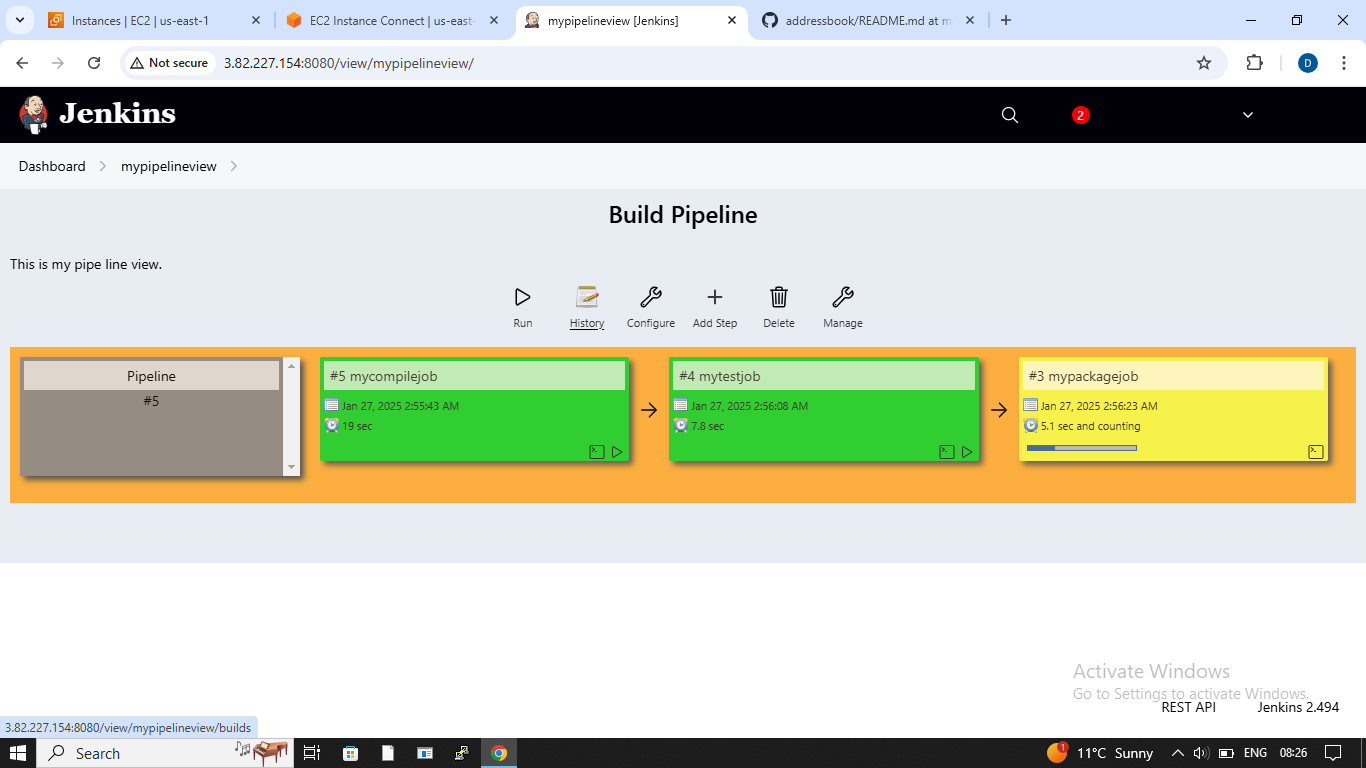 Instances | EC2 | us-east-1
EC2 Instance Connect | us-east-
mypipelineview [Jenkins]
addressbook/README.md at m
Not secure
3.82.227.154:8080/view/mypipelineview/
D
Jenkins
2
Dashboard
mypipelineview
Build Pipeline
This is my pipe line view.
Run
History
Configure
Add Step
Delete
Manage
Pipeline
#5
#5 mycompilejob
Jan 27, 2025 2:55:43 AM
19 sec
#4 mytestjob
Jan 27, 2025 2:56:08 AM
7.8 sec
#3 mypackagejob
Jan 27, 2025 2:56:23 AM
5.1 sec and counting
Activate Windows
Go to Settings to activate Windows.
REST API
Jenkins 2.494
3.82.227.154:8080/view/mypipelineview/builds
Search
1
11°C Sunny
ENG
08:26